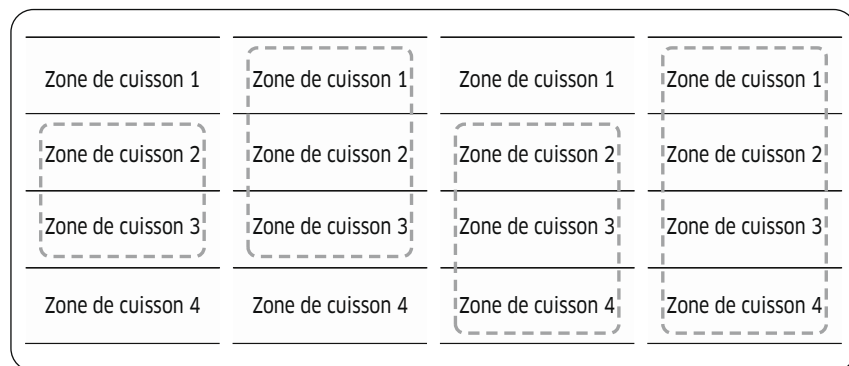 Zone de cuisson 1 Zone de cuisson 1 Zone de cuisson 1 Zone de cuisson 1
Zone de cuisson 2 Zone de cuisson 2 Zone de cuisson 2 Zone de cuisson 2
Zone de cuisson 3 Zone de cuisson 3 Zone de cuisson 3 Zone de cuisson 3
Zone de cuisson 4 Zone de cuisson 4 Zone de cuisson 4 Zone de cuisson 4